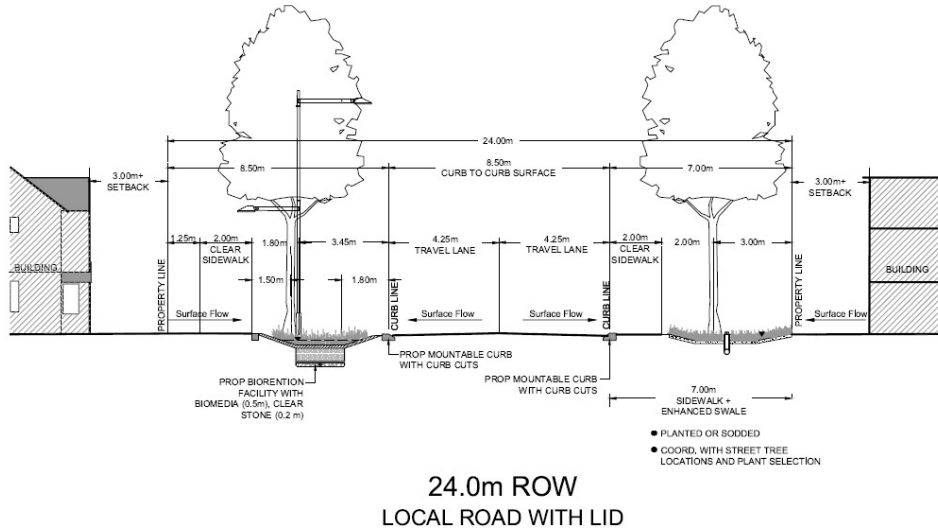 24.00m
8.50m
8.50m
CURB TO CURB SURFACE
7.00m
3.00m+
SETBACK
3.00m+
SETBACK
1.25m
2.00m
CLEAR
SIDEWALK
1.80m
3.45m
4.25m
TRAVEL LANE
4.25m
TRAVEL LANE
2.00m
CLEAR
SIDEWALK
2.00m
3.00m
1.50m
1.80m
BUILDING
BUILDING
PROPERTY LINE
CURB LINE
CURB LINE
PROPERTY LINE
Surface Flow
Surface Flow
Surface Flow
Surface Flow
PROP MOUNTABLE CURB
WITH CURB CUTS
PROP MOUNTABLE CURB
WITH CURB CUTS
PROP BIORENTION
FACILITY WITH
BIOMEDIA (0.5m), CLEAR
STONE (0.2 m)
7.00m
SIDEWALK +
ENHANCED SWALE
● PLANTED OR SODDED
● COORD, WITH STREET TREE
LOCATIONS AND PLANT SELECTION
24.0m ROW
LOCAL ROAD WITH LID